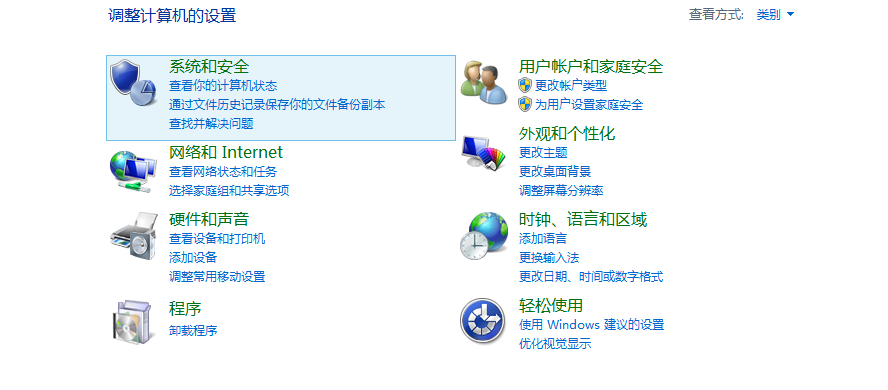 调整计算机的设置
查看方式: 类别
系统和安全
查看你的计算机状态
通过文件历史记录保存你的文件备份副本
查找并解决问题
网络和 Internet
查看网络状态和任务
选择家庭组和共享选项
硬件和声音
查看设备和打印机
添加设备
调整常用移动设置
程序
卸载程序
用户帐户和家庭安全
更改帐户类型
为用户设置家庭安全
外观和个性化
更改主题
更改桌面背景
调整屏幕分辨率
时钟、语言和区域
添加语言
更换输入法
更改日期、时间或数字格式
轻松使用
使用 Windows 建议的设置
优化视觉显示